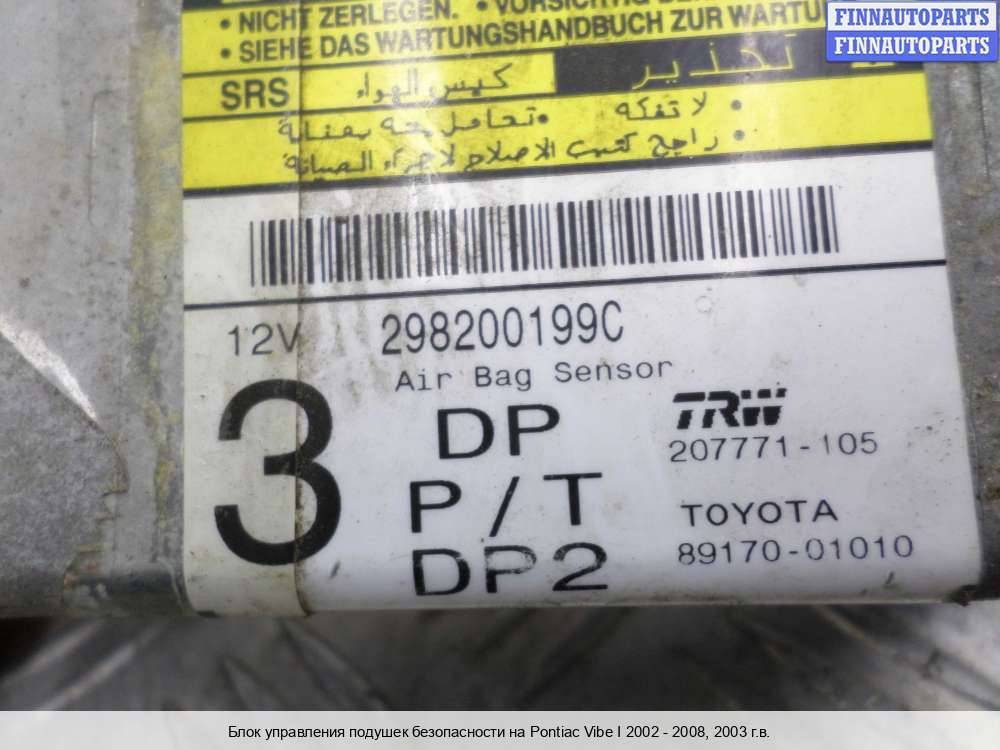 FINNAUTOPARTS
FINNAUTOPARTS
• NICHT ZERLEGEN. • VORSICHTIG
• SIEHE DAS WARTUNGSHANDBUCH ZUR WARTU
تحذير
SRS كيس الهواء
• لا تفكه • تعامل معه بعناية
• راجع كتيب الاصلاح لاجراء الصيانة
12V 298200199C
Air Bag Sensor
3
DP
P/T
DP2
TRW
207771-105
TOYOTA
89170-01010
Блок управления подушек безопасности на Pontiac Vibe I 2002 - 2008, 2003 г.в.